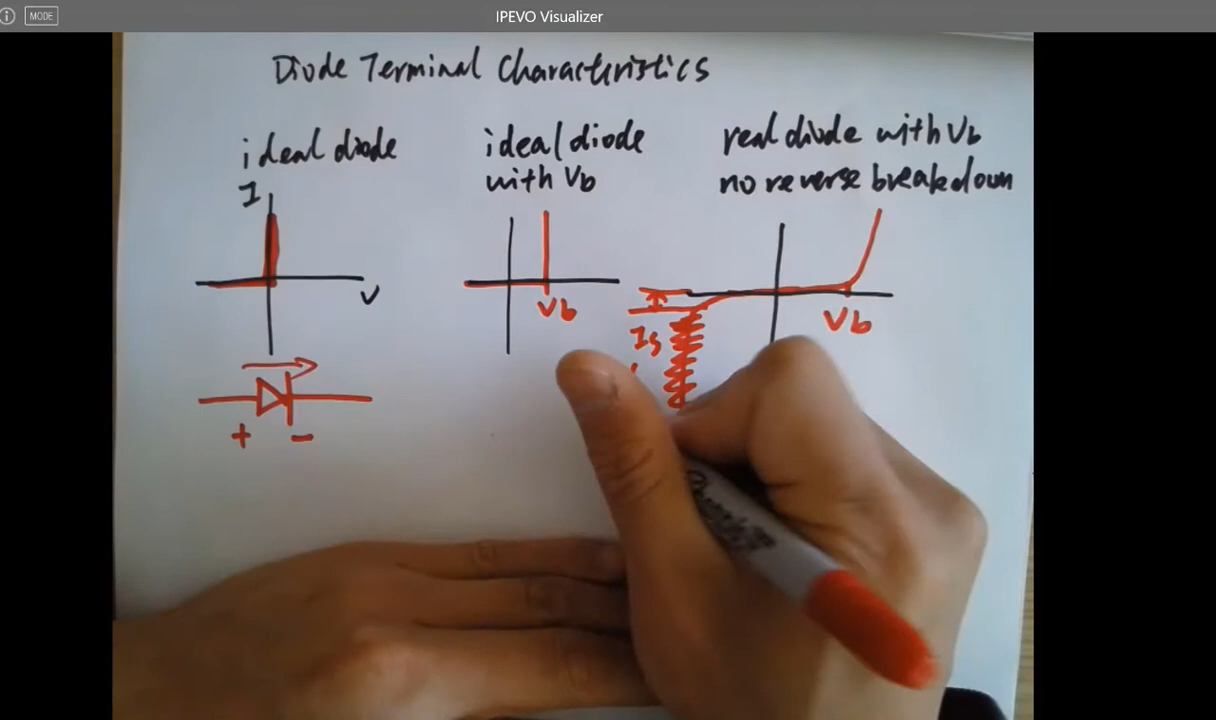 IPEVO Visualizer
MODE
Diode Terminal Characteristics
ideal diode
ideal diode
with Vb
real diode with Vb
no reverse breakdown
I
V
Vb
Vb
Is
+ -